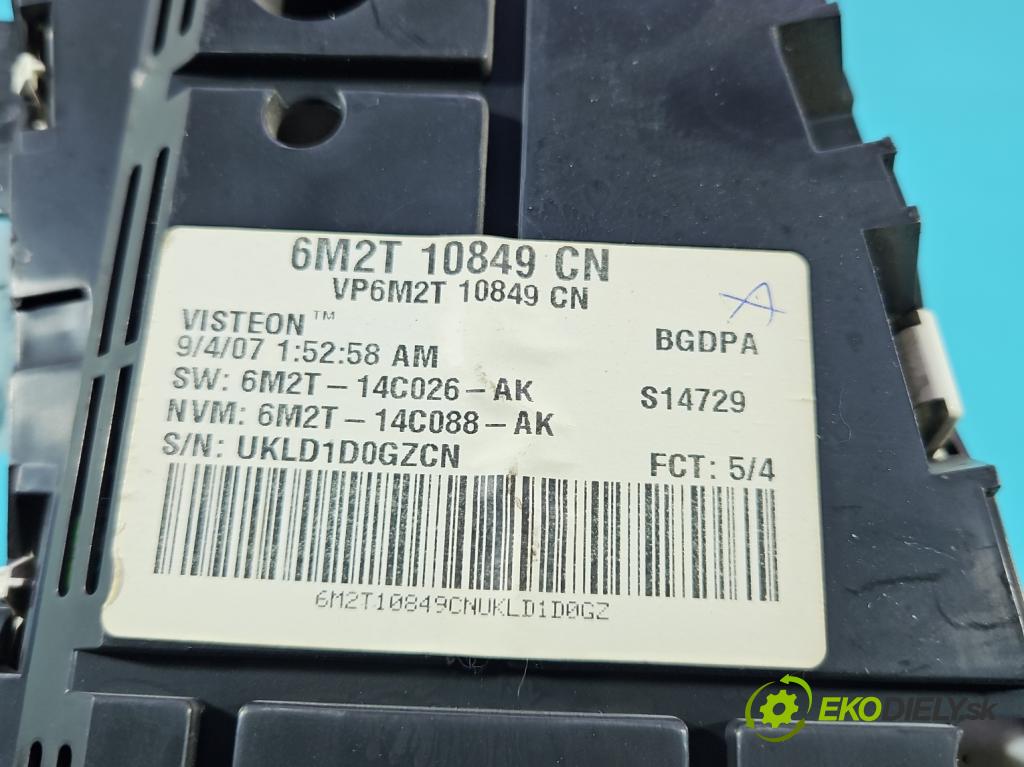 6M2T 10849 CN
VP6M2T 10849 CN
VISTEON™
BGDPA
9/4/07 1:52:58 AM
SW: 6M2T-14C026-AK
S14729
NVM: 6M2T-14C088-AK
S/N: UKLD1D0GZCN
FCT: 5/4
6M2T10849CNUKLD1D0GZ
EKODIELY.sk